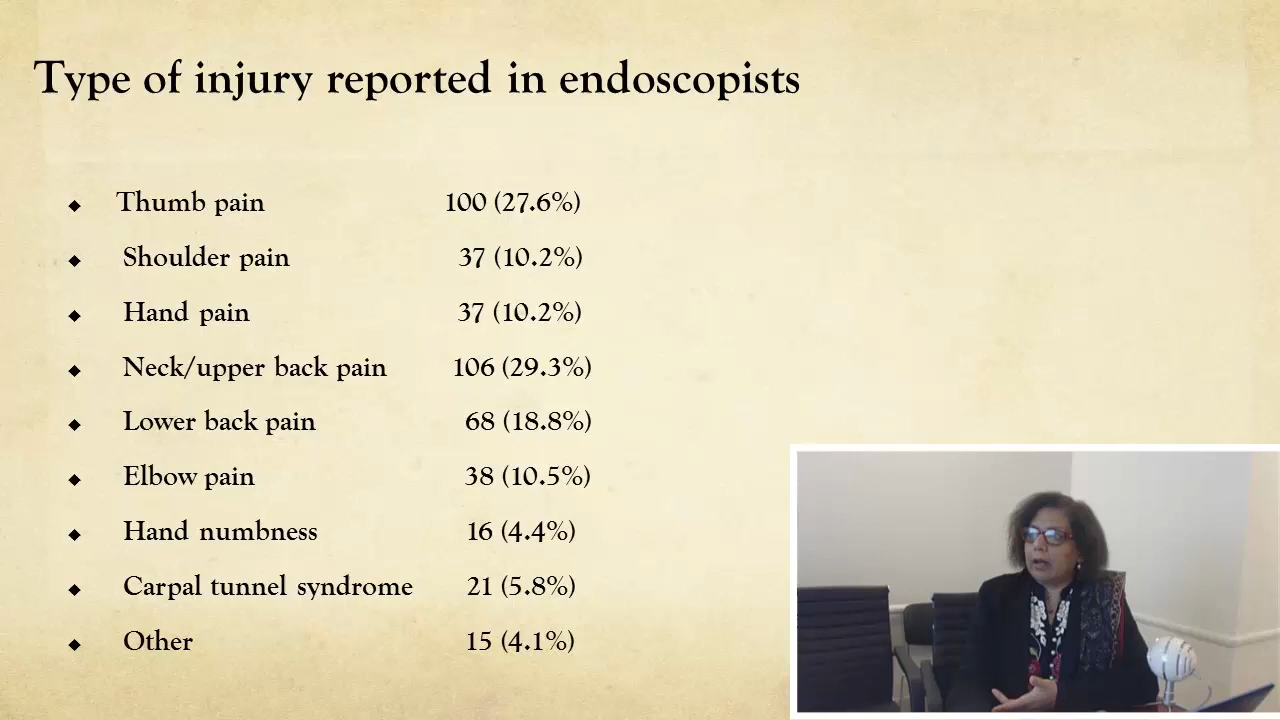 Type of injury reported in endoscopists
◆ Thumb pain 100 (27.6%)
◆ Shoulder pain 37 (10.2%)
◆ Hand pain 37 (10.2%)
◆ Neck/upper back pain 106 (29.3%)
◆ Lower back pain 68 (18.8%)
◆ Elbow pain 38 (10.5%)
◆ Hand numbness 16 (4.4%)
◆ Carpal tunnel syndrome 21 (5.8%)
◆ Other 15 (4.1%)